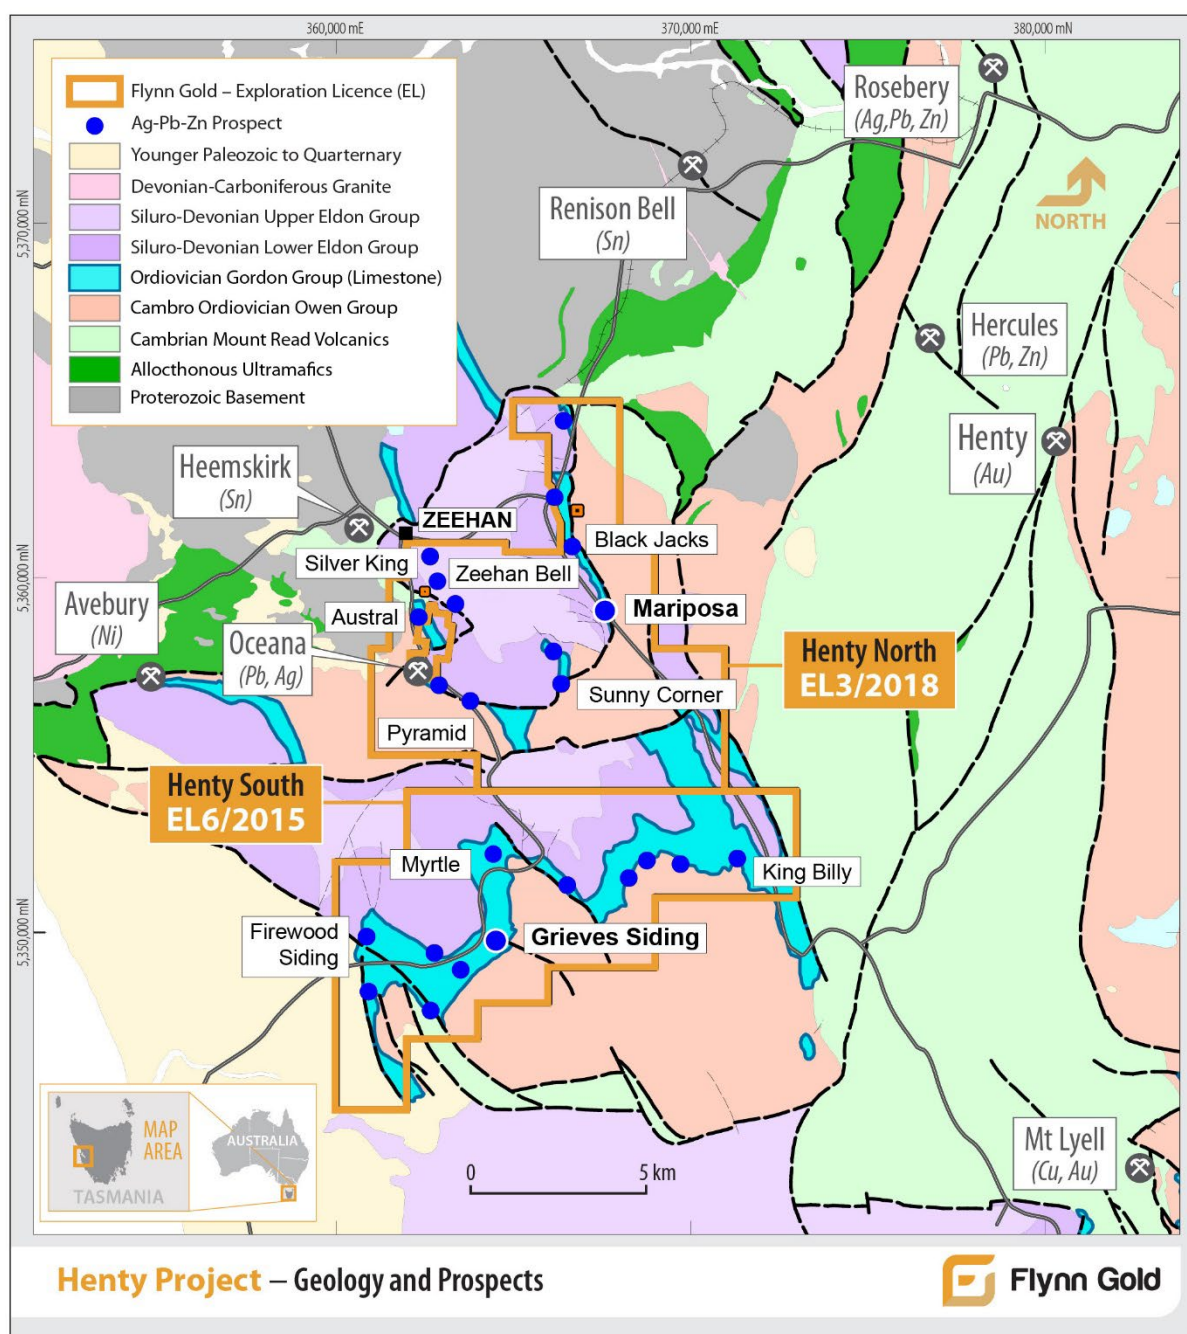 360,000 mE
370,000 mE
380,000 mE
5,370,000 mN
5,360,000 mN
5,350,000 mN
Flynn Gold – Exploration Licence (EL)
Ag-Pb-Zn Prospect
Younger Paleozoic to Quarternary
Devonian-Carboniferous Granite
Siluro-Devonian Upper Eldon Group
Siluro-Devonian Lower Eldon Group
Ordiovician Gordon Group (Limestone)
Cambro Ordiovician Owen Group
Cambrian Mount Read Volcanics
Allocthonous Ultramafics
Proterozoic Basement
Rosebery
(Ag,Pb, Zn)
Renison Bell
(Sn)
NORTH
Hercules
(Pb, Zn)
Henty
(Au)
Heemskirk
(Sn)
ZEEHAN
Silver King
Zeehan Bell
Black Jacks
Avebury
(Ni)
Austral
Mariposa
Oceana
(Pb, Ag)
Henty North
EL3/2018
Sunny Corner
Pyramid
Henty South
EL6/2015
Myrtle
King Billy
Firewood
Siding
Grieves Siding
MAP
AREA
TASMANIA
AUSTRALIA
0
5 km
Mt Lyell
(Cu, Au)
Henty Project – Geology and Prospects
Flynn Gold